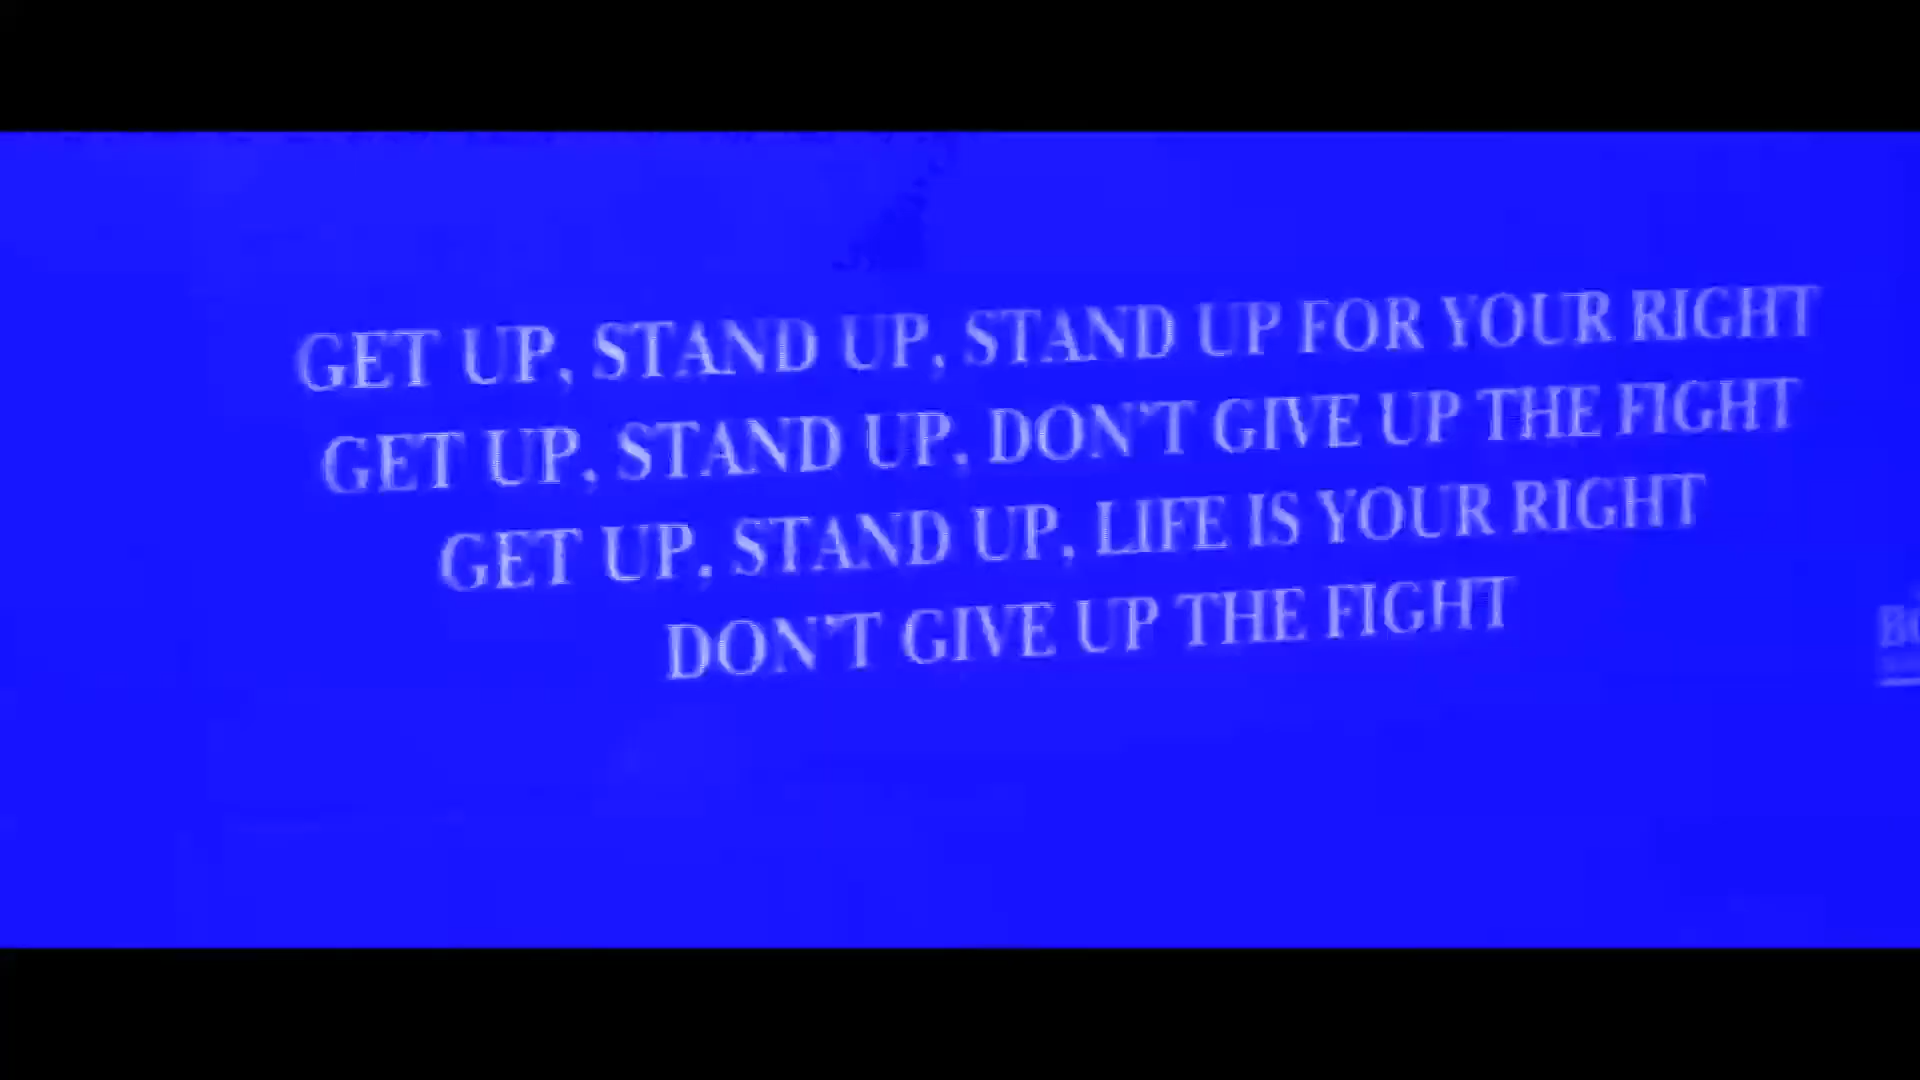 GET UP, STAND UP, STAND UP FOR YOUR RIGHT
GET UP, STAND UP, DON'T GIVE UP THE FIGHT
GET UP, STAND UP, LIFE IS YOUR RIGHT
DON'T GIVE UP THE FIGHT